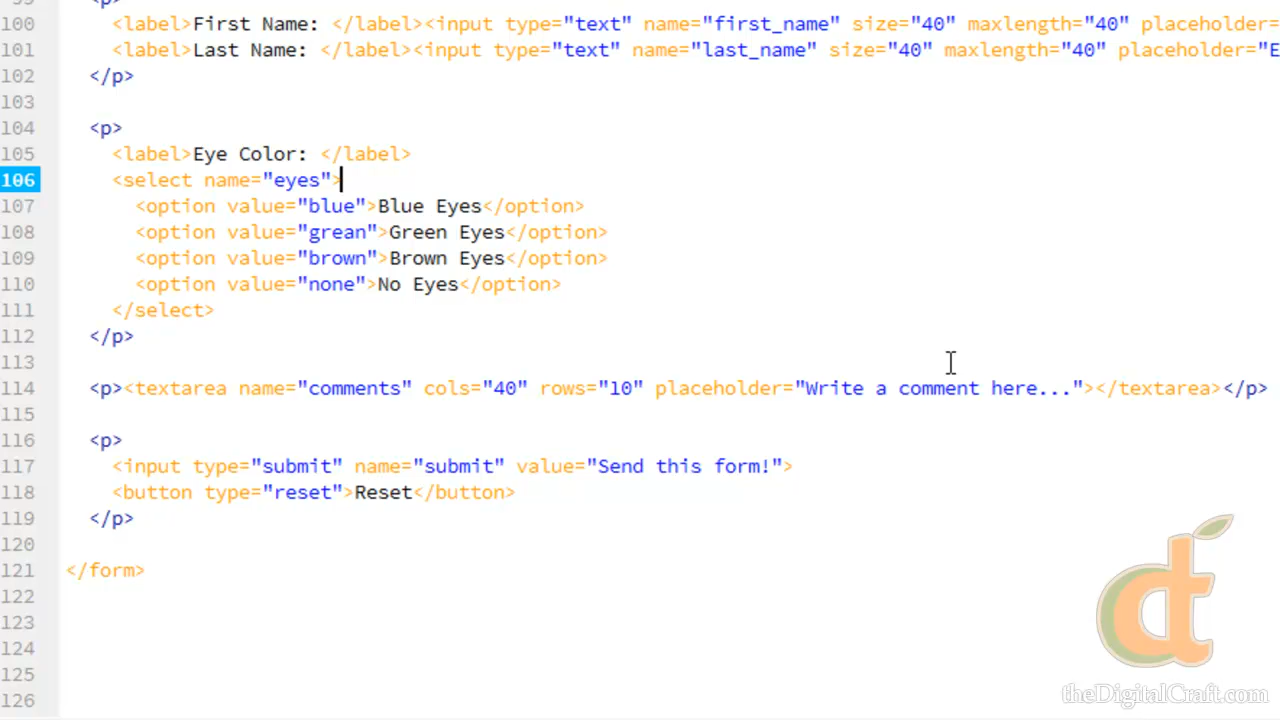 99 <p>
100 <label>First Name: </label><input type="text" name="first_name" size="40" maxlength="40" placeholder=
101 <label>Last Name: </label><input type="text" name="last_name" size="40" maxlength="40" placeholder="E
102 </p>
103
104 <p>
105 <label>Eye Color: </label>
106 <select name="eyes">
107 <option value="blue">Blue Eyes</option>
108 <option value="grean">Green Eyes</option>
109 <option value="brown">Brown Eyes</option>
110 <option value="none">No Eyes</option>
111 </select>
112 </p>
113
114 <p><textarea name="comments" cols="40" rows="10" placeholder="Write a comment here..."></textarea></p>
115
116 <p>
117 <input type="submit" name="submit" value="Send this form!">
118 <button type="reset">Reset</button>
119 </p>
120
121 </form>
122
123
124
125
126
dt
theDigitalCraft.com